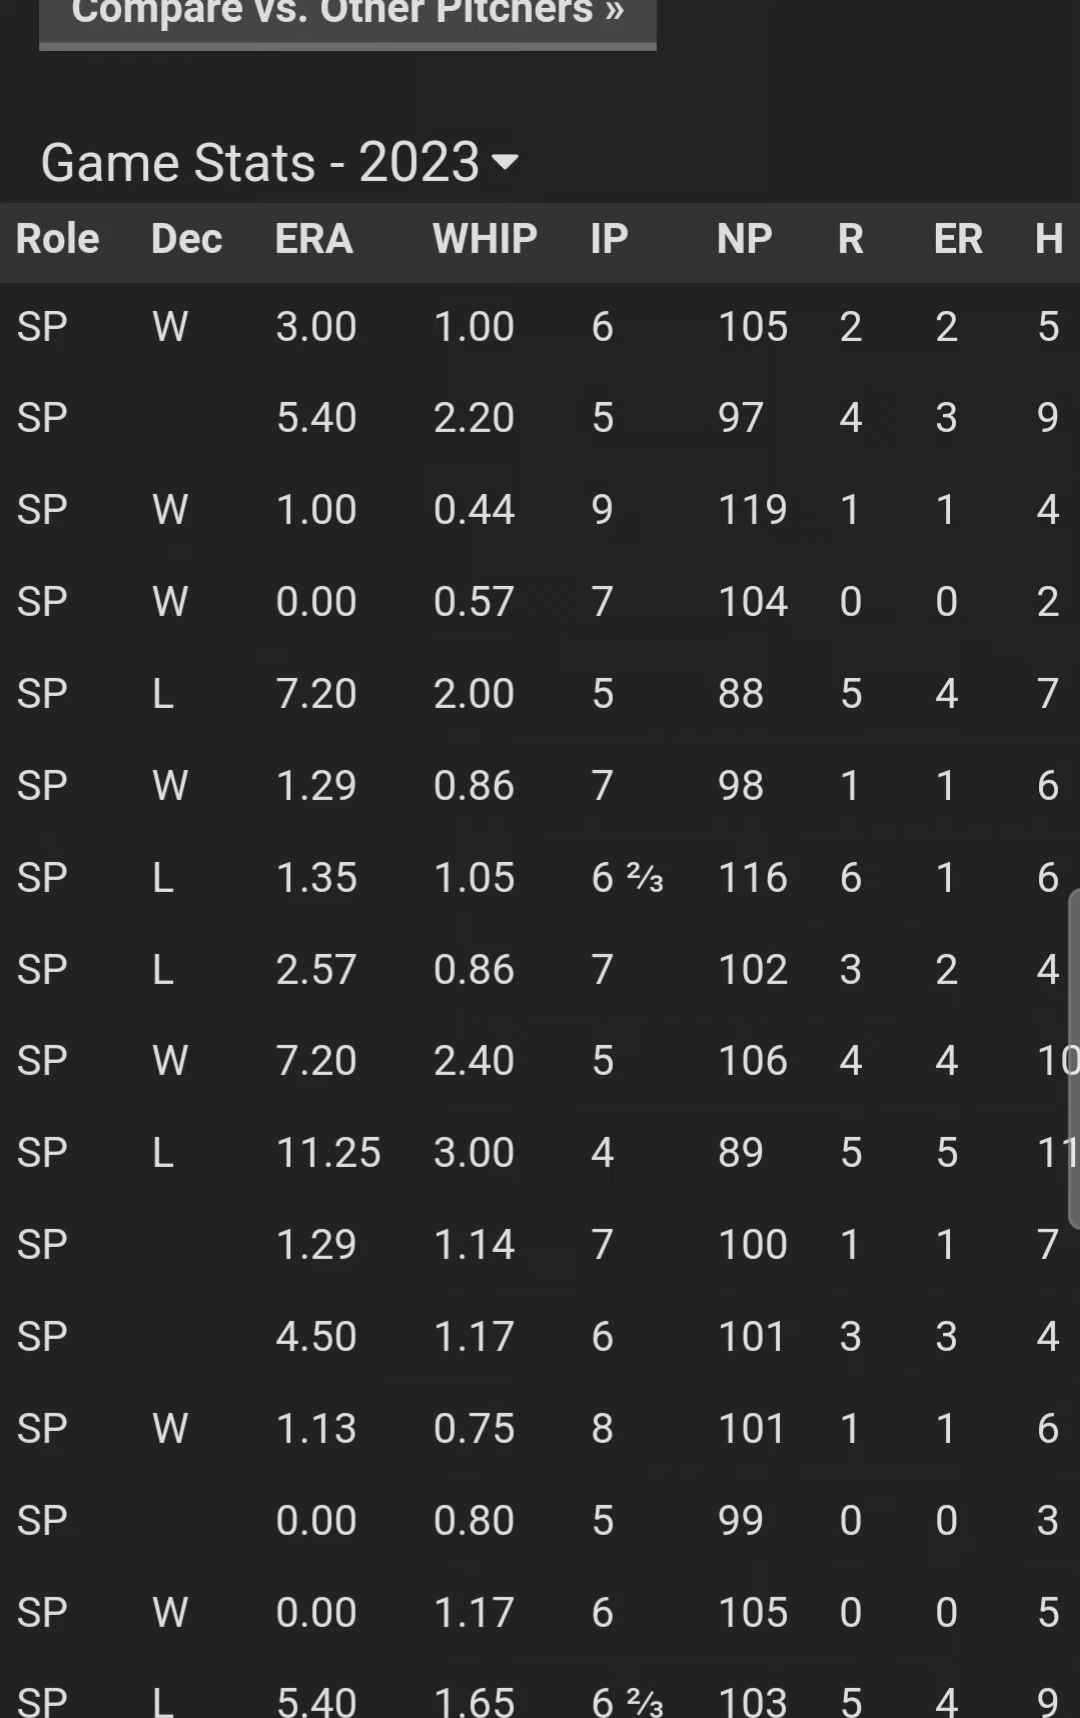 Compare vs. Other Pitchers »
Game Stats - 2023
Role Dec ERA WHIP IP NP R ER H
SP W 3.00 1.00 6 105 2 2 5
SP 5.40 2.20 5 97 4 3 9
SP W 1.00 0.44 9 119 1 1 4
SP W 0.00 0.57 7 104 0 0 2
SP L 7.20 2.00 5 88 5 4 7
SP W 1.29 0.86 7 98 1 1 6
SP L 1.35 1.05 6 ⅔ 116 6 1 6
SP L 2.57 0.86 7 102 3 2 4
SP W 7.20 2.40 5 106 4 4 10
SP L 11.25 3.00 4 89 5 5 11
SP 1.29 1.14 7 100 1 1 7
SP 4.50 1.17 6 101 3 3 4
SP W 1.13 0.75 8 101 1 1 6
SP 0.00 0.80 5 99 0 0 3
SP W 0.00 1.17 6 105 0 0 5
SP L 5.40 1.65 6 ⅔ 103 5 4 9